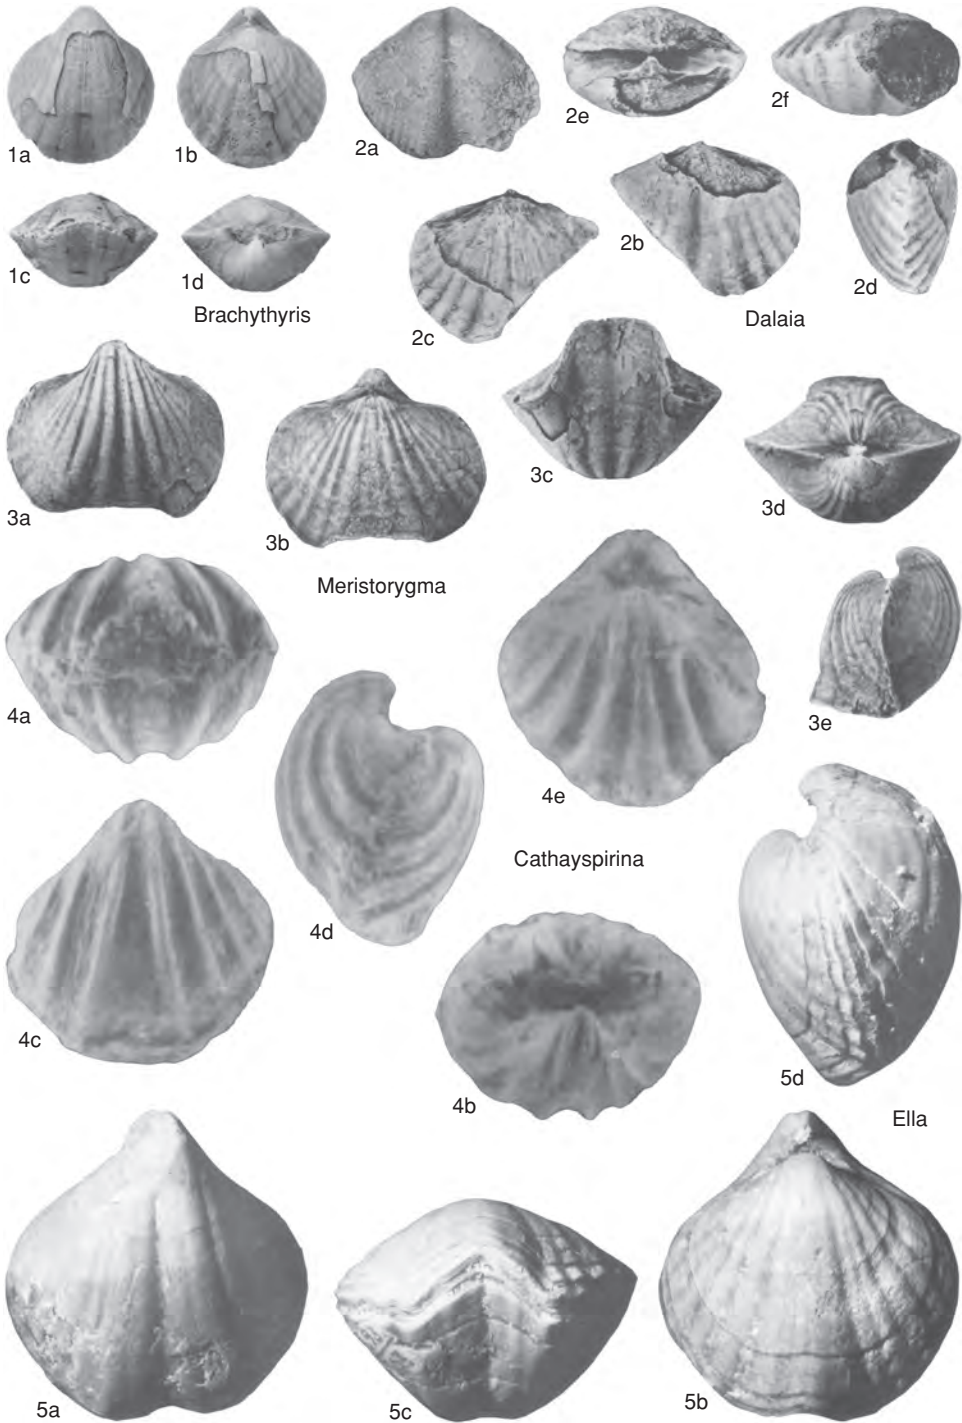 1a
1b
2a
2e
2f
1c
1d
2b
2d
Brachythyris
2c
Dalaia
3a
3b
3c
3d
Meristorygma
4a
4e
3e
4d
Cathayspirina
4c
4b
5d
Ella
5a
5c
5b